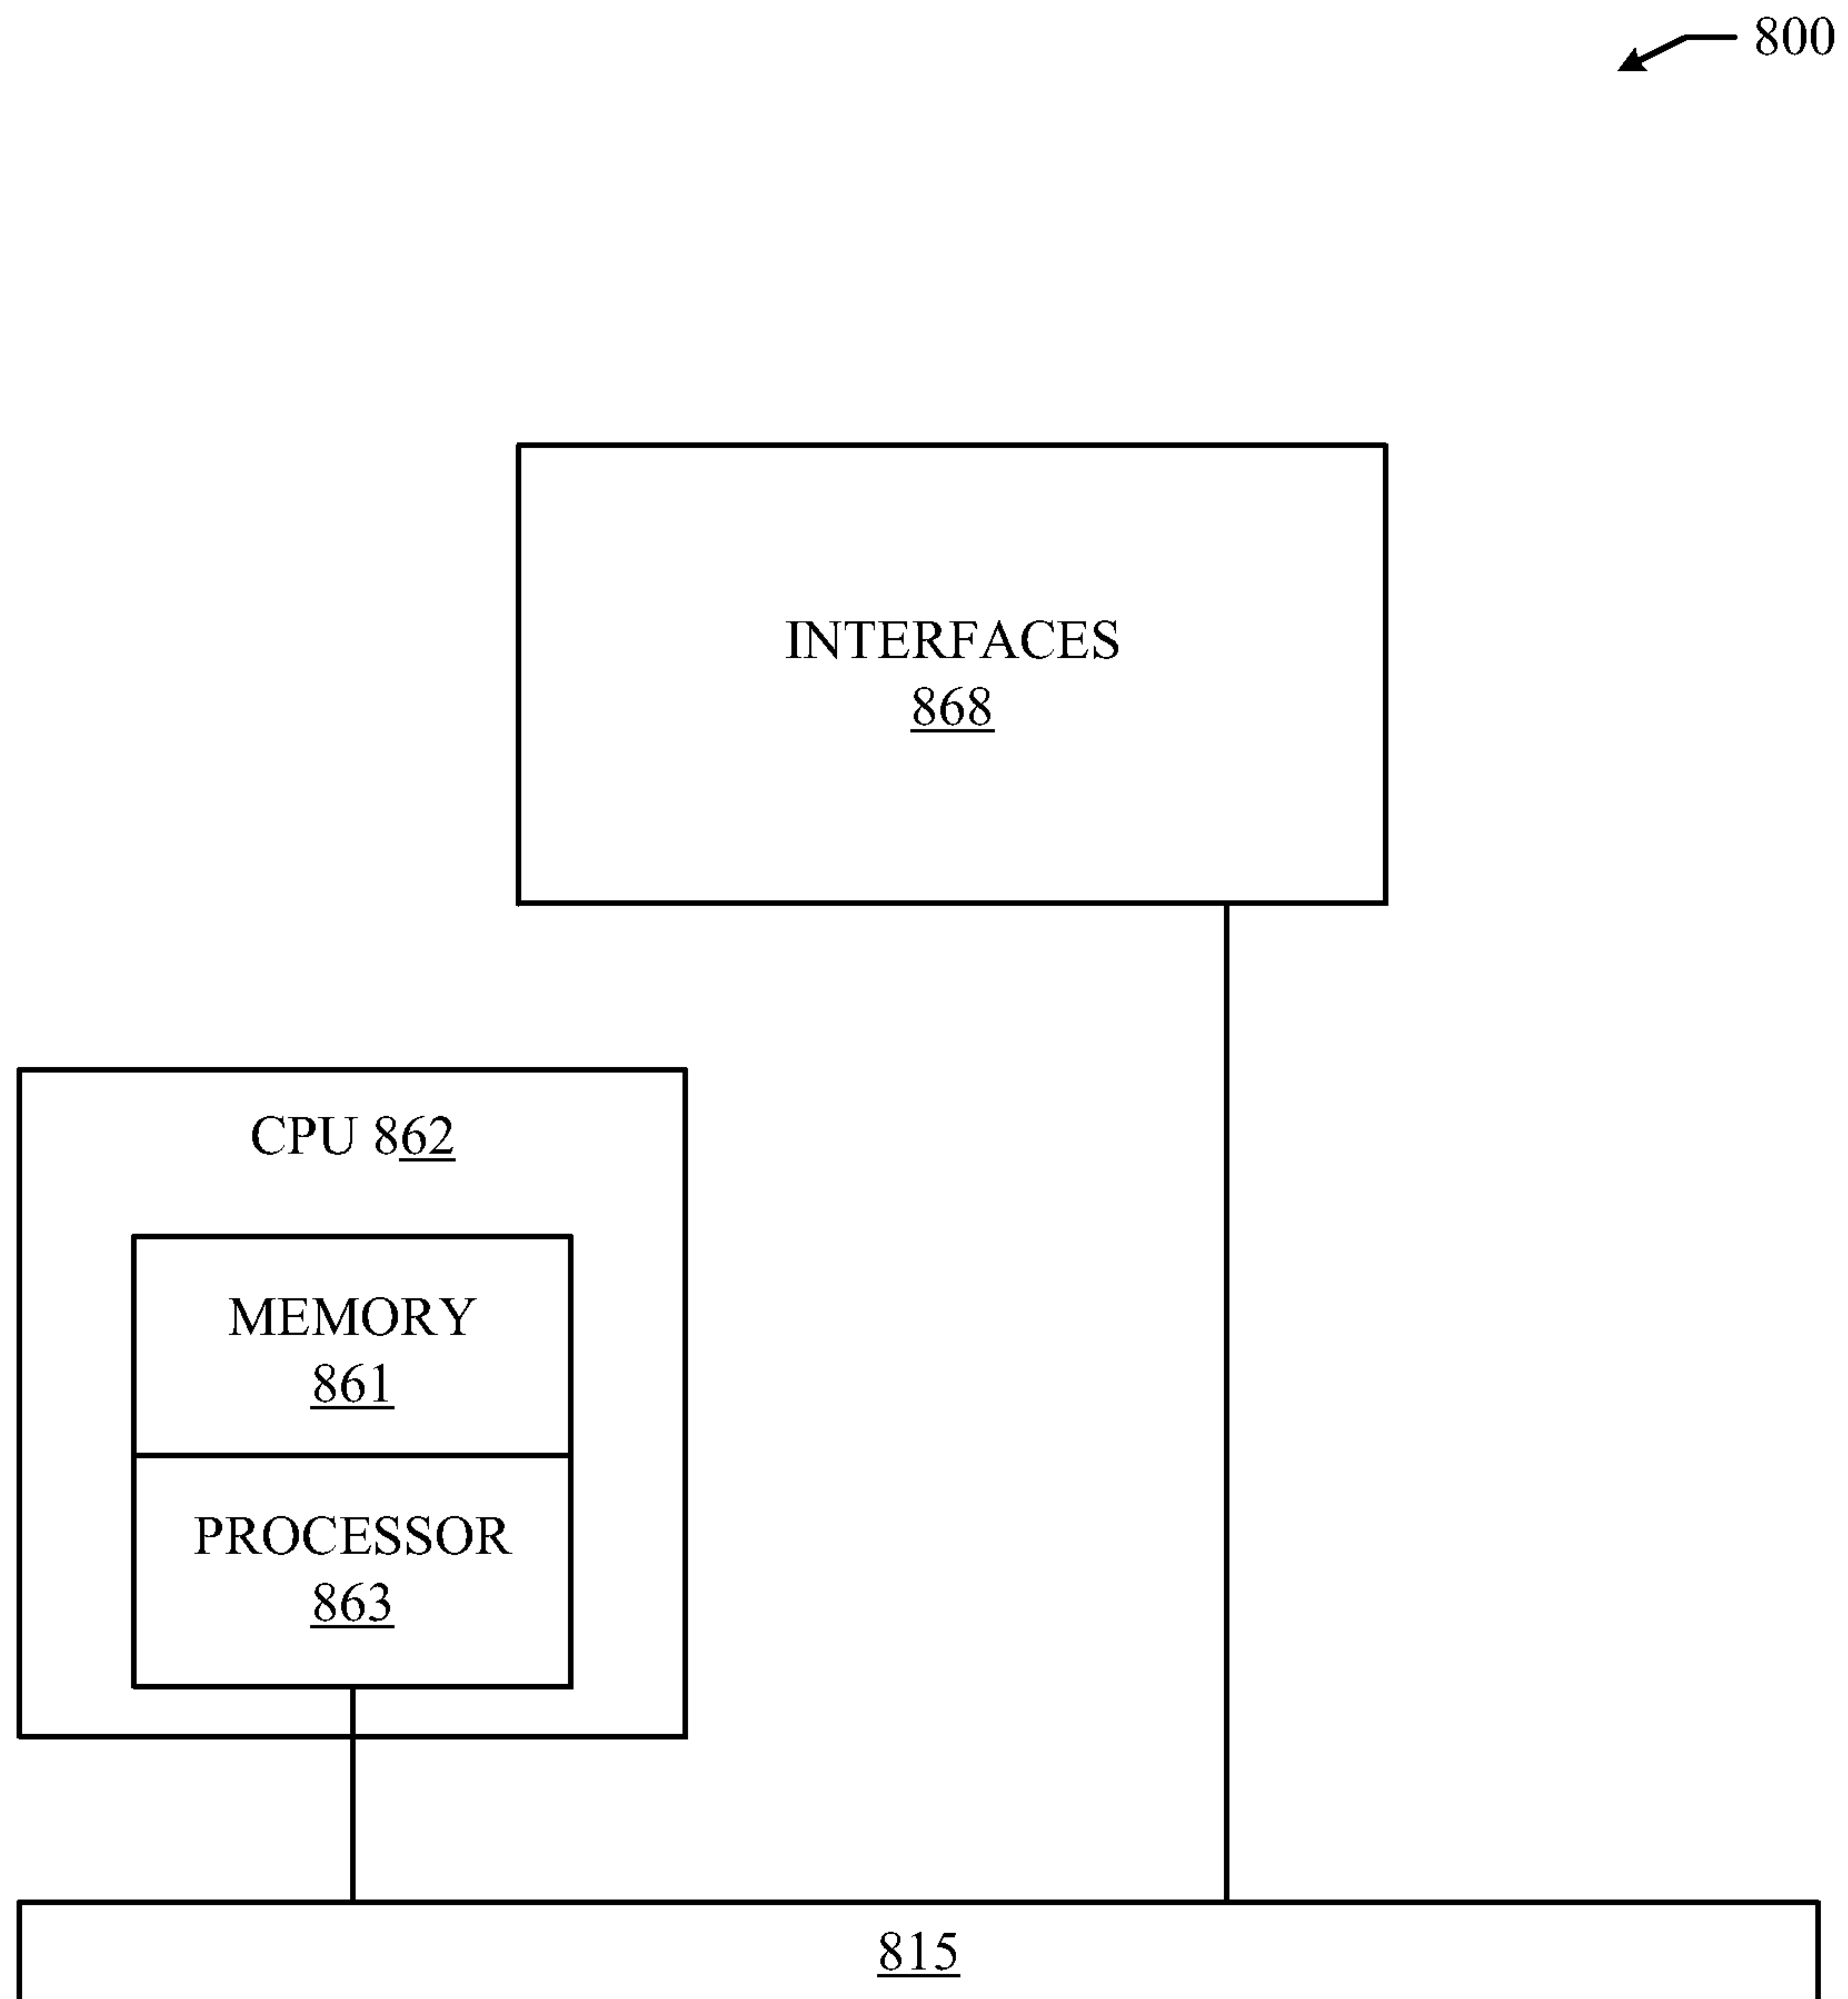 800
INTERFACES
868
CPU 862
MEMORY
861
PROCESSOR
863
815